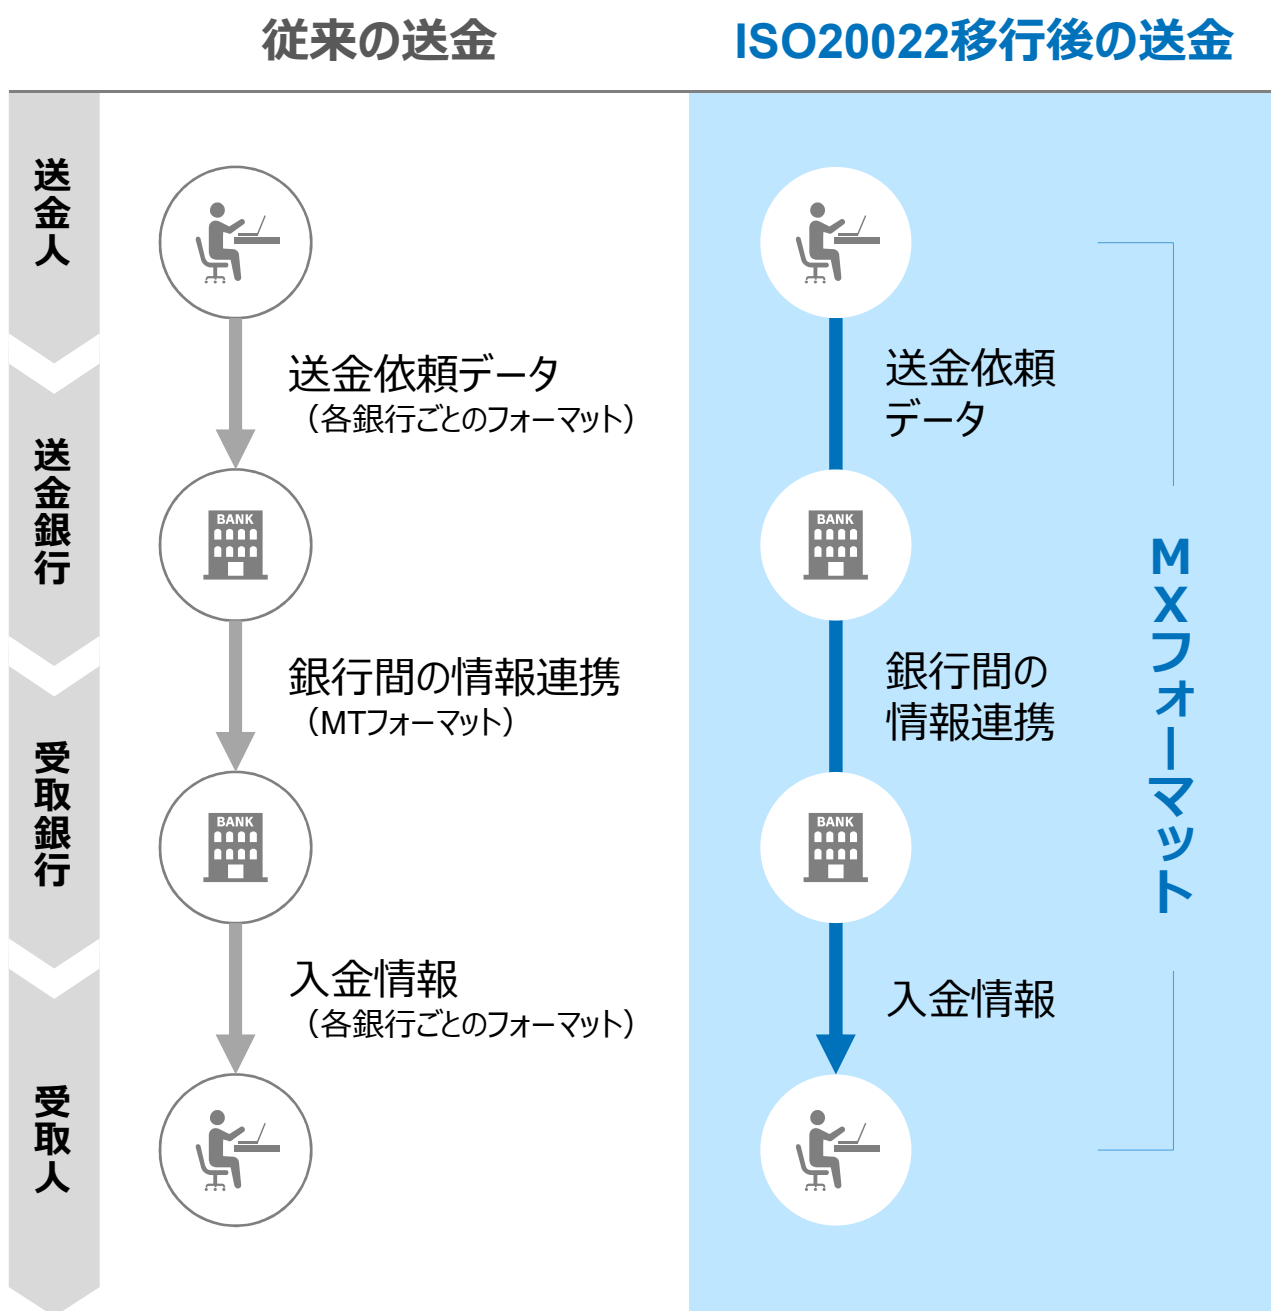 従来の送金
ISO20022移行後の送金
送金人
送金依頼データ
（各銀行ごとのフォーマット）
送金依頼
データ
送金銀行
BANK
BANK
銀行間の情報連携
（MTフォーマット）
銀行間の
情報連携
MXフォーマット
受取銀行
BANK
BANK
入金情報
（各銀行ごとのフォーマット）
入金情報
受取人